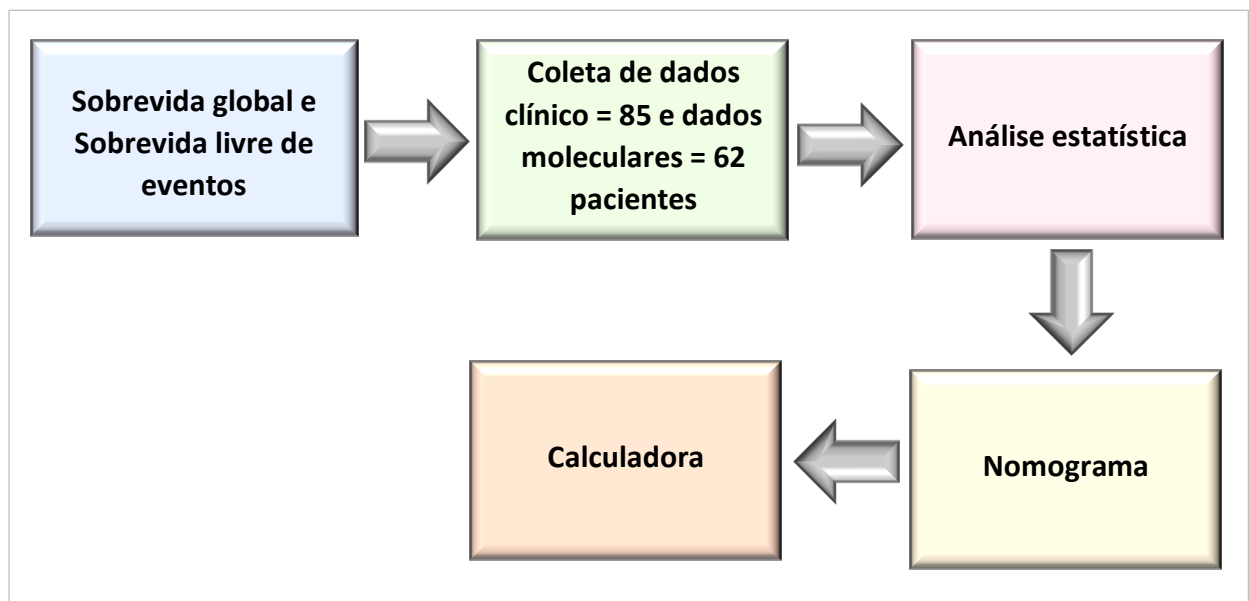 Sobrevida global e
Sobrevida livre de
eventos
Coleta de dados
clínico = 85 e dados
moleculares = 62
pacientes
Análise estatística
Nomograma
Calculadora